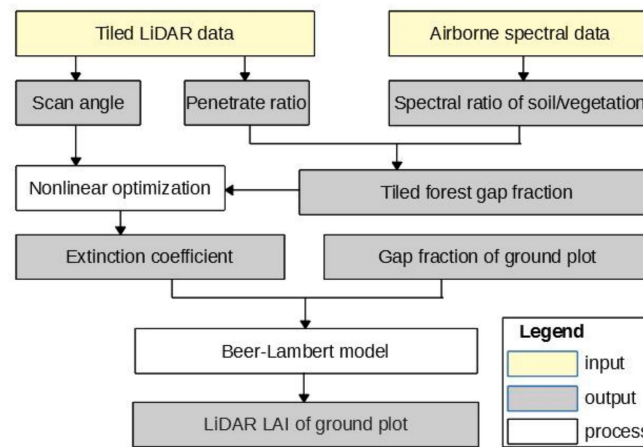 Tiled LiDAR data
Airborne spectral data
Scan angle
Penetrate ratio
Spectral ratio of soil/vegetation
Nonlinear optimization
Tiled forest gap fraction
Extinction coefficient
Gap fraction of ground plot
Beer-Lambert model
LiDAR LAI of ground plot
Legend
input
output
process